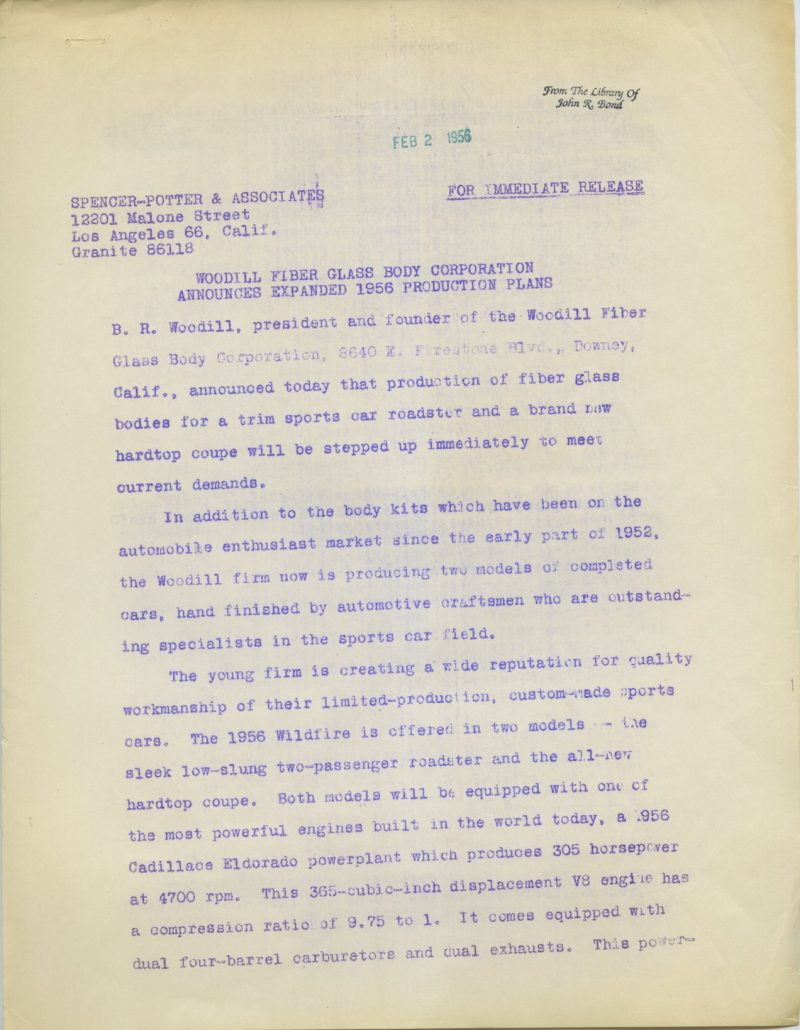 From The Library Of
John R. Bond
FEB 2 1956
SPENCER-POTTER & ASSOCIATES
FOR IMMEDIATE RELEASE
12201 Malone Street
Los Angeles 66, Calif.
Granite 86118
WOODILL FIBER GLASS BODY CORPORATION
ANNOUNCES EXPANDED 1956 PRODUCTION PLANS
B. R. Woodill, president and founder of the Woodill Fiber
Glass Body Corporation, 8640 E. Firestone Blvd., Downey,
Calif., announced today that production of fiber glass
bodies for a trim sports car roadster and a brand new
hardtop coupe will be stepped up immediately to meet
current demands.
In addition to the body kits which have been on the
automobile enthusiast market since the early part of 1952,
the Woodill firm now is producing two models of completed
cars, hand finished by automotive craftsmen who are outstand-
ing specialists in the sports car field.
The young firm is creating a wide reputation for quality
workmanship of their limited-production, custom-made sports
cars. The 1956 Wildfire is offered in two models -- the
sleek low-slung two-passenger roadster and the all-new
hardtop coupe. Both models will be equipped with one of
the most powerful engines built in the world today, a 1956
Cadillace Eldorado powerplant which produces 305 horsepower
at 4700 rpm. This 365-cubic-inch displacement V8 engine has
a compression ratio of 9.75 to 1. It comes equipped with
dual four-barrel carburetors and dual exhausts. This power-